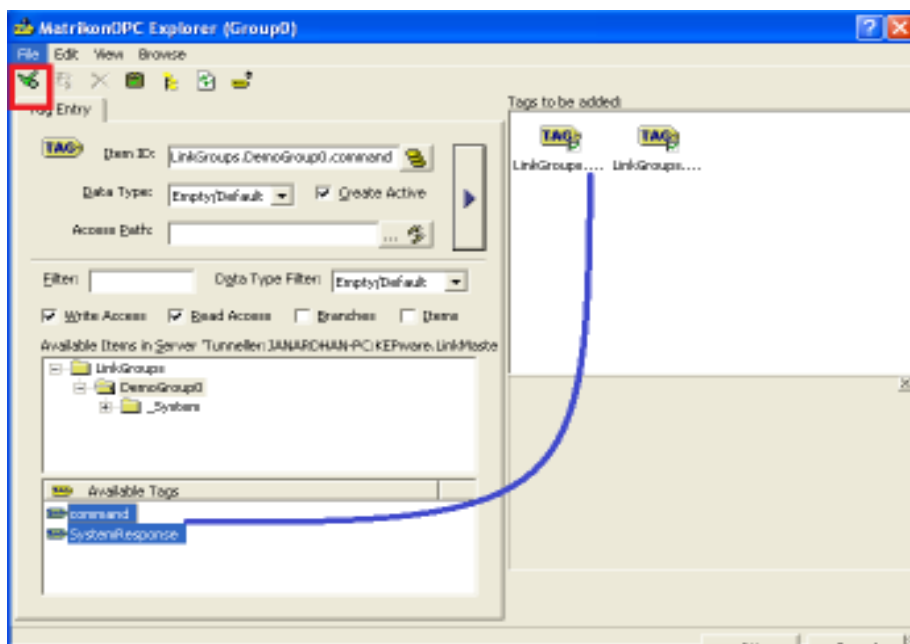 MatrikonOPC Explorer (Group0)
File Edit View Browse
Tag Entry
Tags to be added:
TAG Item ID: LinkGroups.DemoGroup0.command
TAG TAG
LinkGroups.... LinkGroups....
Data Type: Empty/Default Create Active
Access Path: ...
Filter: Data Type Filter: Empty/Default
Write Access Read Access Branches Items
Available Items in Server 'Tunneller:JANARDHAN-PC:KEPware.LinkMaste
LinkGroups
DemoGroup0
_System
Available Tags
command
SystemResponse